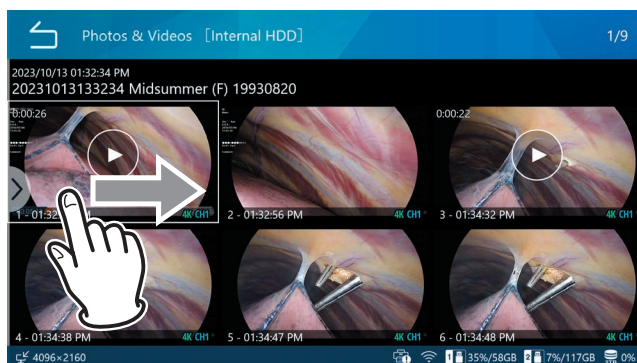 Photos & Videos [Internal HDD]
1/9
2023/10/13 01:32:34 PM
20231013133234 Midsummer (F) 19930820
0:00:26
0:00:22
1 - 01:32
PM
4K CH1
2 - 01:32:56 PM
4K CH1
3 - 01:34:32 PM
4K CH1
4 - 01:34:38 PM
4K CH1
5 - 01:34:47 PM
4K CH1
6 - 01:34:48 PM
4K CH1
4096×2160
1 35%/58GB 2 7%/117GB 0%